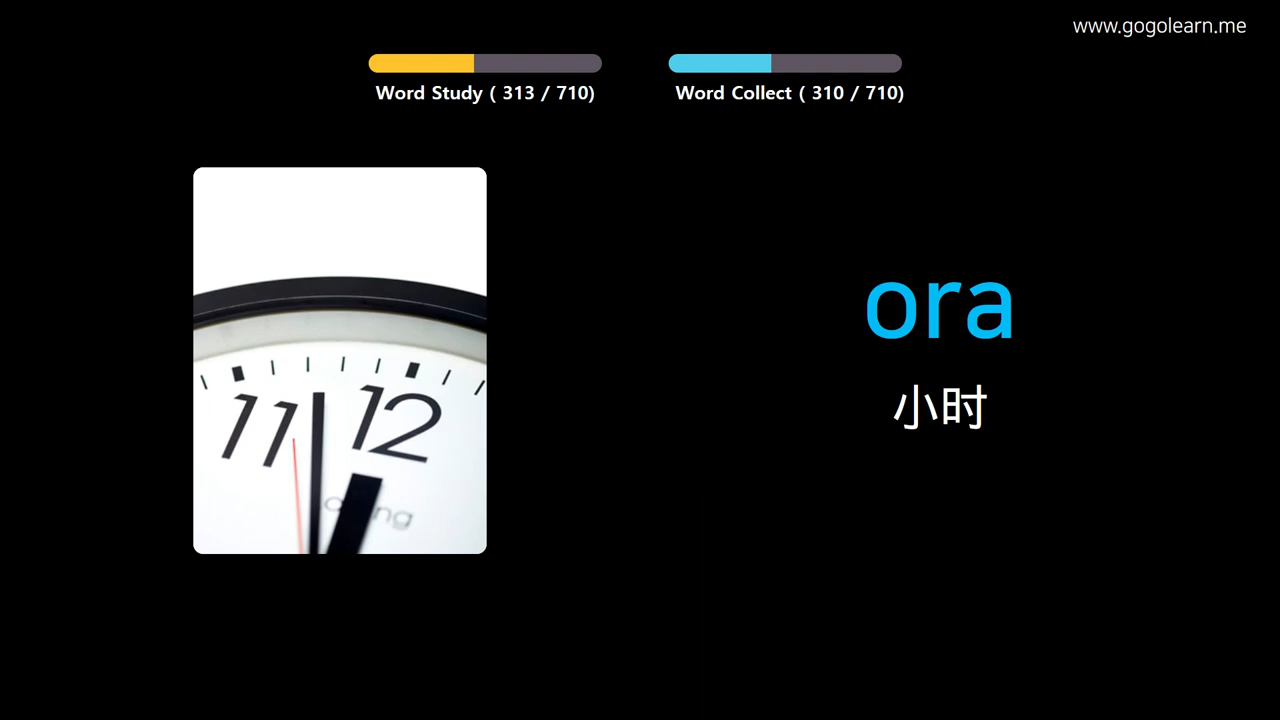 www.gogolearn.me
Word Study ( 313 / 710)
Word Collect ( 310 / 710)
11
12
ora
小时